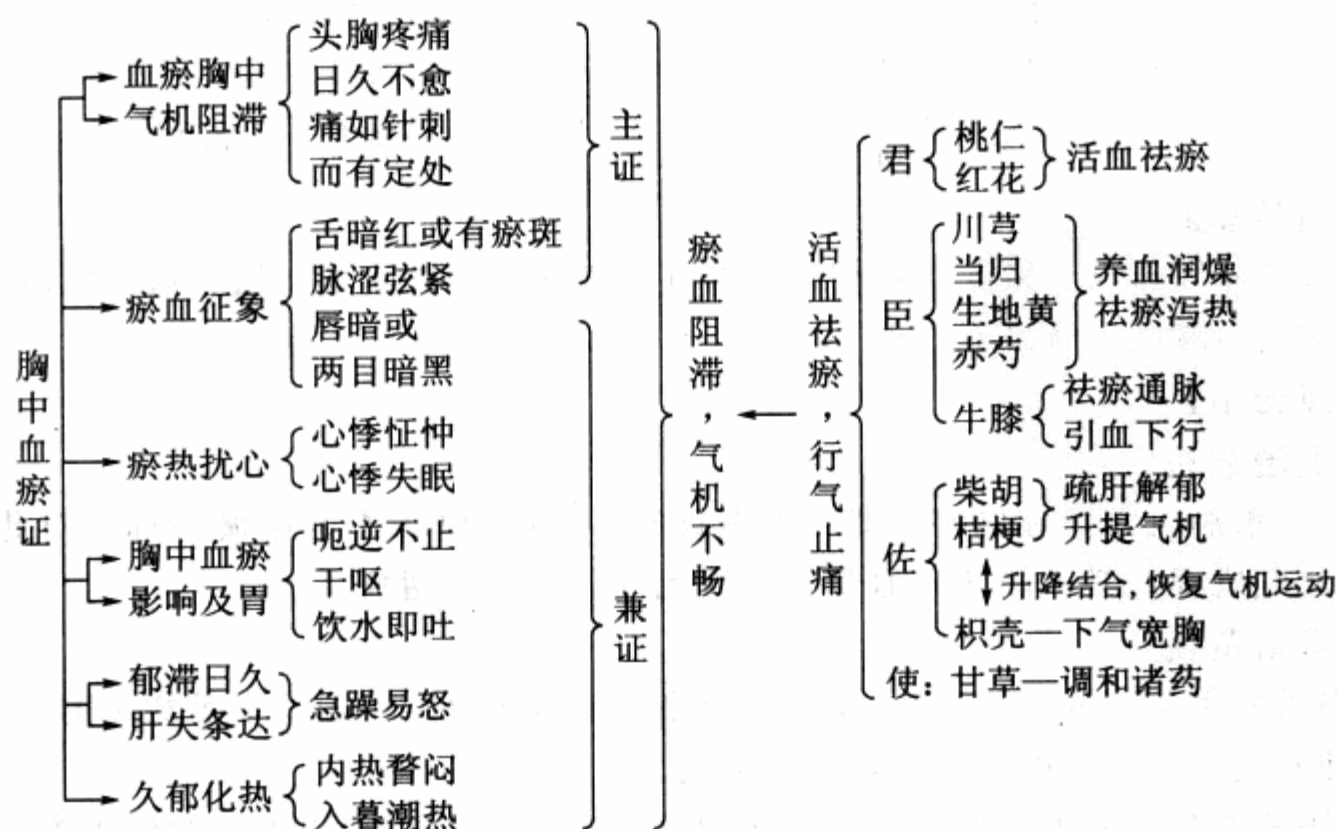 胸中血瘀证
血瘀胸中
气机阻滞
头胸疼痛
日久不愈
痛如针刺
而有定处
瘀血征象
舌暗红或有瘀斑
脉涩弦紧
唇暗或
两目暗黑
瘀热扰心
心悸怔忡
心悸失眠
胸中血瘀
影响及胃
呃逆不止
干呕
饮水即吐
郁滞日久
肝失条达
急躁易怒
久郁化热
内热瞀闷
入暮潮热
主证
兼证
瘀血阻滞，气机不畅
活血祛瘀，行气止痛
君
桃仁
红花
活血祛瘀
臣
川芎
当归
生地黄
赤芍
养血润燥
祛瘀泻热
牛膝
祛瘀通脉
引血下行
佐
柴胡
桔梗
疏肝解郁
升提气机
升降结合,恢复气机运动
枳壳—下气宽胸
使：甘草—调和诸药